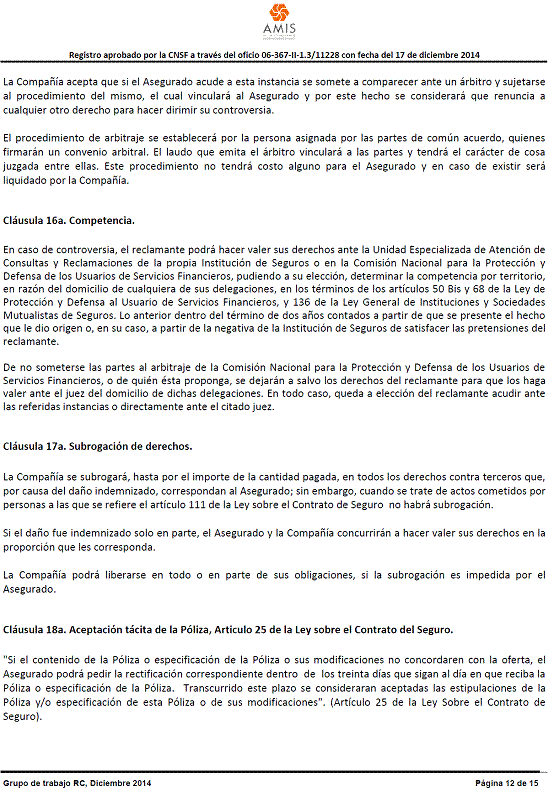 AMIS
Registro aprobado por la CNSF a través del oficio 06-367-II-1.3/11228 con fecha del 17 de diciembre 2014
La Compañía acepta que si el Asegurado acude a esta instancia se somete a comparecer ante un árbitro y sujetarse
al procedimiento del mismo, el cual vinculará al Asegurado y por este hecho se considerará que renuncia a
cualquier otro derecho para hacer dirimir su controversia.
El procedimiento de arbitraje se establecerá por la persona asignada por las partes de común acuerdo, quienes
firmarán un convenio arbitral. El laudo que emita el árbitro vinculará a las partes y tendrá el carácter de cosa
juzgada entre ellas. Este procedimiento no tendrá costo alguno para el Asegurado y en caso de existir será
liquidado por la Compañía.
Cláusula 16a. Competencia.
En caso de controversia, el reclamante podrá hacer valer sus derechos ante la Unidad Especializada de Atención de
Consultas y Reclamaciones de la propia Institución de Seguros o en la Comisión Nacional para la Protección y
Defensa de los Usuarios de Servicios Financieros, pudiendo a su elección, determinar la competencia por territorio,
en razón del domicilio de cualquiera de sus delegaciones, en los términos de los artículos 50 Bis y 68 de la Ley de
Protección y Defensa al Usuario de Servicios Financieros, y 136 de la Ley General de Instituciones y Sociedades
Mutualistas de Seguros. Lo anterior dentro del término de dos años contados a partir de que se presente el hecho
que le dio origen o, en su caso, a partir de la negativa de la Institución de Seguros de satisfacer las pretensiones del
reclamante.
De no someterse las partes al arbitraje de la Comisión Nacional para la Protección y Defensa de los Usuarios de
Servicios Financieros, o de quién ésta proponga, se dejarán a salvo los derechos del reclamante para que los haga
valer ante el juez del domicilio de dichas delegaciones. En todo caso, queda a elección del reclamante acudir ante
las referidas instancias o directamente ante el citado juez.
Cláusula 17a. Subrogación de derechos.
La Compañía se subrogará, hasta por el importe de la cantidad pagada, en todos los derechos contra terceros que,
por causa del daño indemnizado, correspondan al Asegurado; sin embargo, cuando se trate de actos cometidos por
personas a las que se refiere el artículo 111 de la Ley sobre el Contrato de Seguro no habrá subrogación.
Si el daño fue indemnizado solo en parte, el Asegurado y la Compañía concurrirán a hacer valer sus derechos en la
proporción que les corresponda.
La Compañía podrá liberarse en todo o en parte de sus obligaciones, si la subrogación es impedida por el
Asegurado.
Cláusula 18a. Aceptación tácita de la Póliza, Articulo 25 de la Ley sobre el Contrato del Seguro.
"Si el contenido de la Póliza o especificación de la Póliza o sus modificaciones no concordaren con la oferta, el
Asegurado podrá pedir la rectificación correspondiente dentro de los treinta días que sigan al día en que reciba la
Póliza o especificación de la Póliza. Transcurrido este plazo se consideraran aceptadas las estipulaciones de la
Póliza y/o especificación de esta Póliza o de sus modificaciones". (Artículo 25 de la Ley Sobre el Contrato de
Seguro).
Grupo de trabajo RC, Diciembre 2014
Página 12 de 15